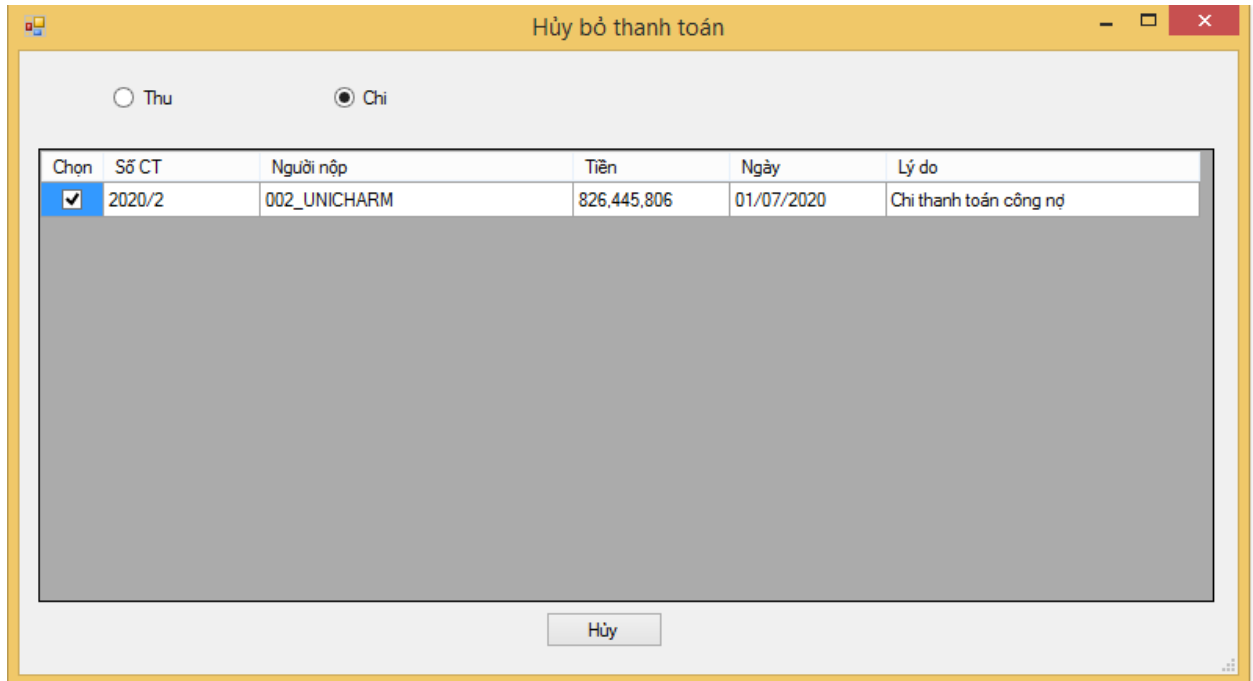 Hủy bỏ thanh toán
Thu Chi
Chọn Số CT Người nộp Tiền Ngày Lý do
2020/2 002_UNICHARM 826,445,806 01/07/2020 Chi thanh toán công nợ
Hủy